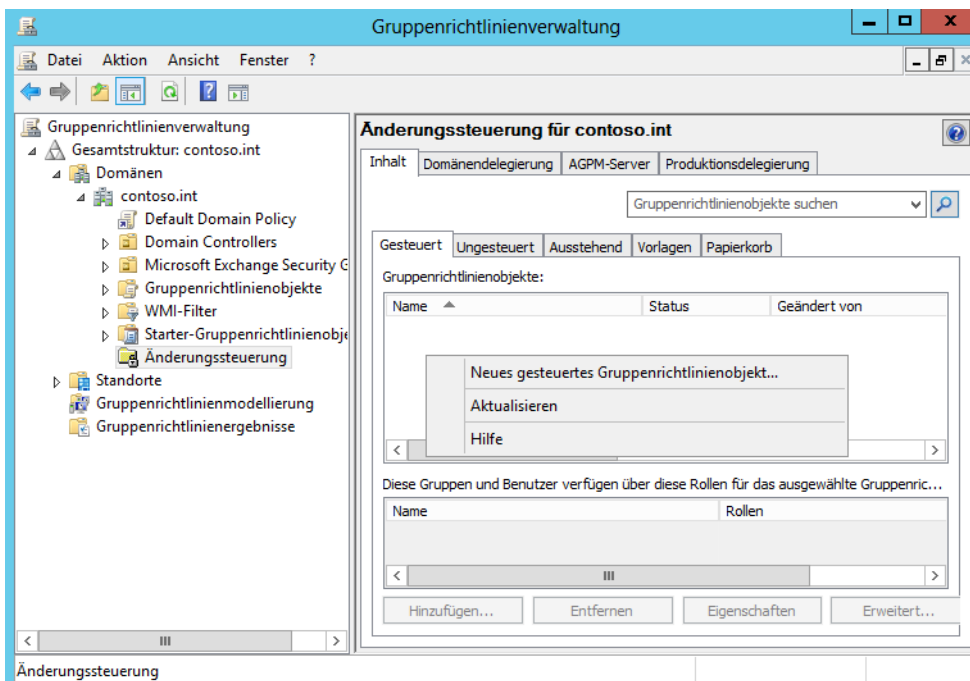 Gruppenrichtlinienverwaltung
Datei Aktion Ansicht Fenster ?
Gruppenrichtlinienverwaltung
Gesamtstruktur: contoso.int
Domänen
contoso.int
Default Domain Policy
Domain Controllers
Microsoft Exchange Security G
Gruppenrichtlinienobjekte
WMI-Filter
Starter-Gruppenrichtlinienobje
Änderungssteuerung
Standorte
Gruppenrichtlinienmodellierung
Gruppenrichtlinienergebnisse
Änderungssteuerung für contoso.int
Inhalt Domänendelegierung AGPM-Server Produktionsdelegierung
Gruppenrichtlinienobjekte suchen
Gesteuert Ungesteuert Ausstehend Vorlagen Papierkorb
Gruppenrichtlinienobjekte:
Name Status Geändert von
Neues gesteuertes Gruppenrichtlinienobjekt...
Aktualisieren
Hilfe
Diese Gruppen und Benutzer verfügen über diese Rollen für das ausgewählte Gruppenric...
Name Rollen
Hinzufügen... Entfernen Eigenschaften Erweitert...
Änderungssteuerung